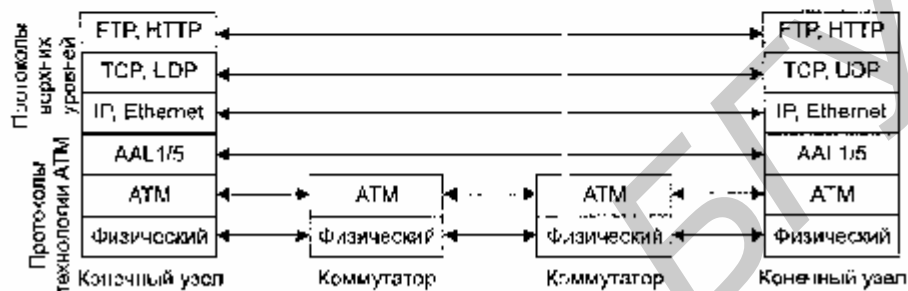 FTP, HTTP
FTP, HTTP
TCP, UDP
TCP, UDP
IP, Ethernet
IP, Ethernet
AAL1/5
AAL1/5
ATM
ATM
ATM
ATM
Физический
Физический
Физический
Физический
Конечный узел
Коммутатор
Коммутатор
Конечный узел
Протоколы
верхних
уровней
Протоколы
технологии ATM
БГУ